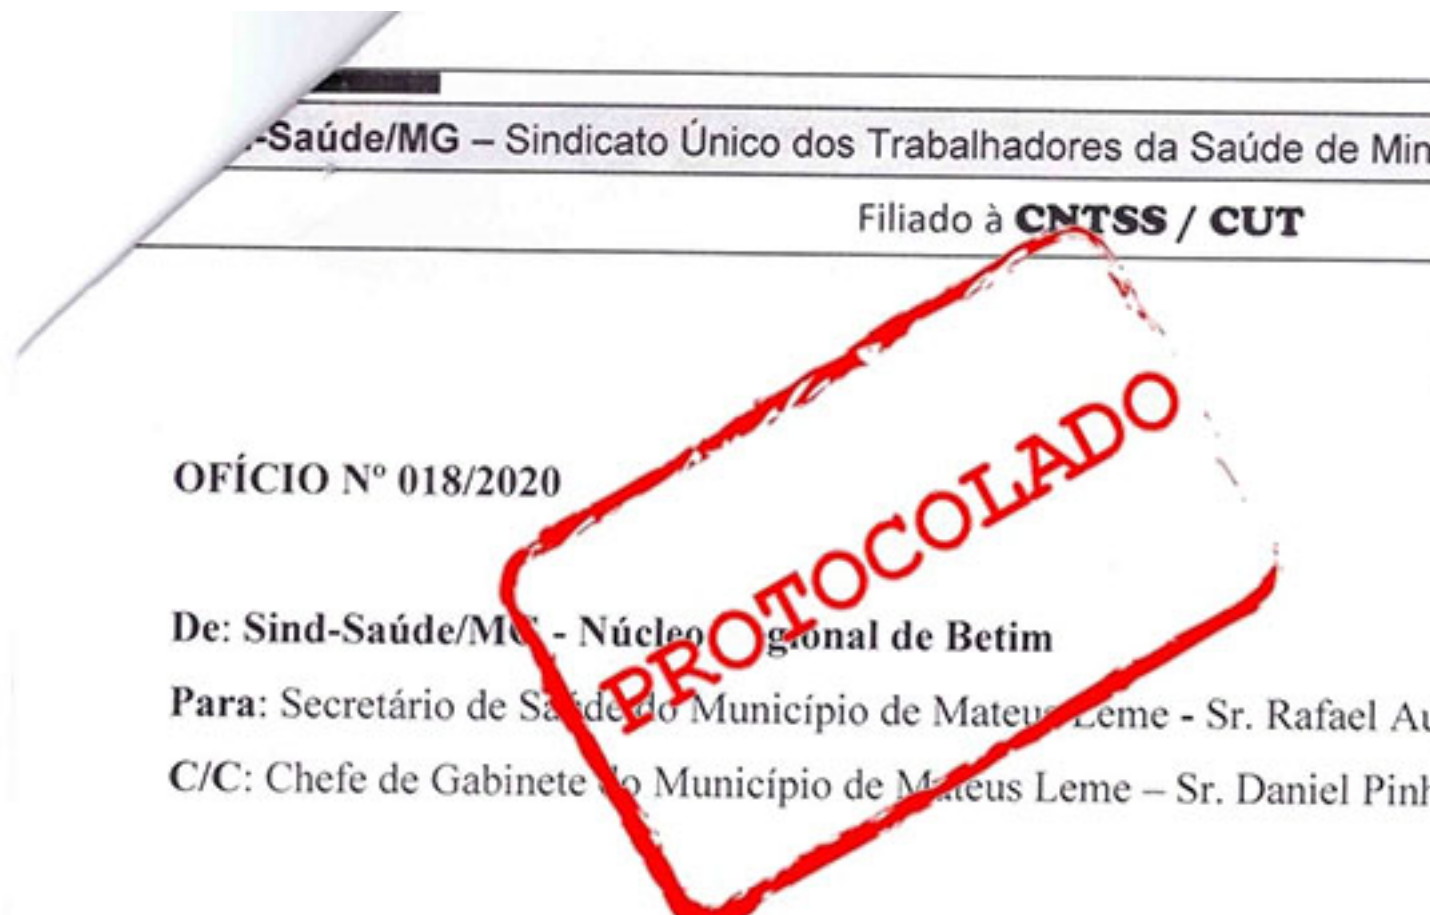 -Saúde/MG – Sindicato Único dos Trabalhadores da Saúde de Min
Filiado à CNTSS / CUT
OFÍCIO Nº 018/2020
PROTOCOLADO
De: Sind-Saúde/MG - Núcleo Regional de Betim
Para: Secretário de Saúde do Município de Mateus Leme - Sr. Rafael Au
C/C: Chefe de Gabinete do Município de Mateus Leme – Sr. Daniel Pinh